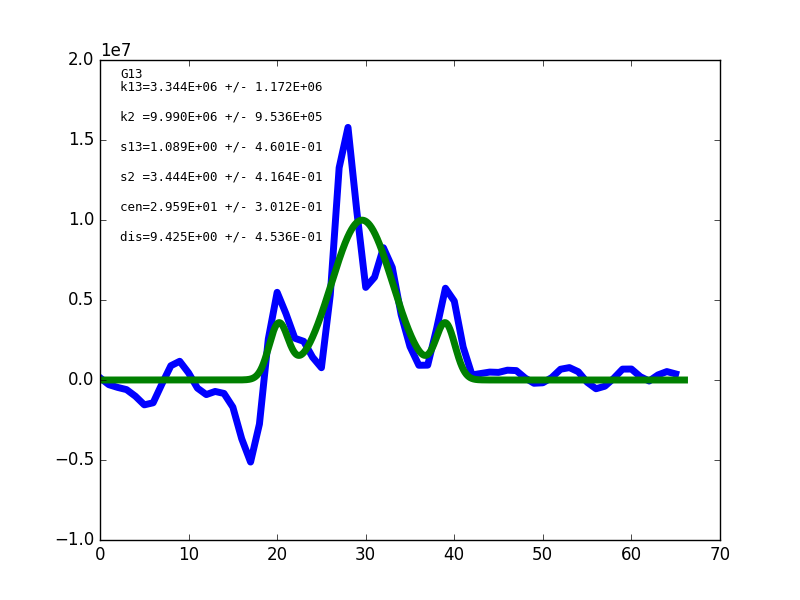 1e7
2.0
G13
k13=3.344E+06 +/- 1.172E+06
k2 =9.990E+06 +/- 9.536E+05
1.5
s13=1.089E+00 +/- 4.601E-01
s2 =3.444E+00 +/- 4.164E-01
cen=2.959E+01 +/- 3.012E-01
1.0
dis=9.425E+00 +/- 4.536E-01
0.5
0.0
−0.5
−1.0
0 10 20 30 40 50 60 70